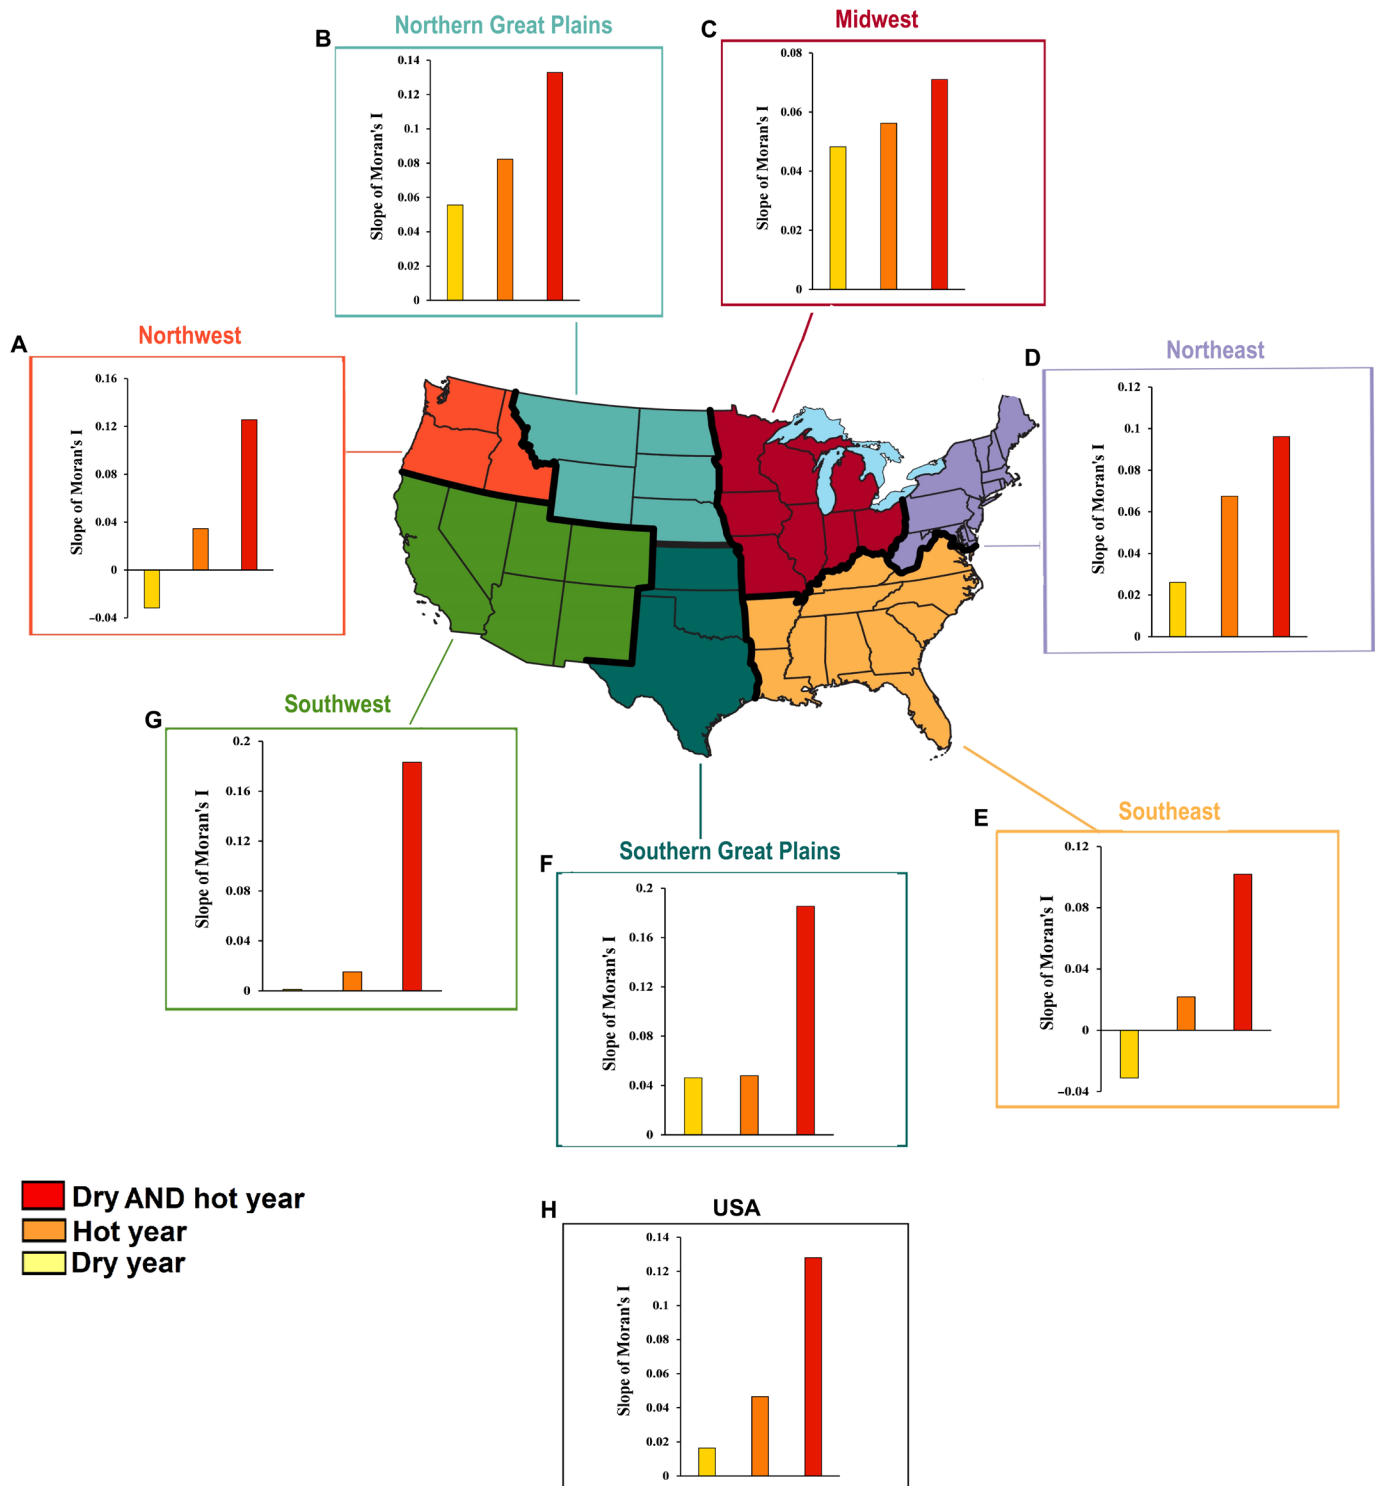 B
Northern Great Plains
0.14
0.12
0.1
0.08
0.06
0.04
0.02
0
Slope of Moran's I
C
Midwest
0.08
0.06
0.04
0.02
0
Slope of Moran's I
A
Northwest
0.16
0.12
0.08
0.04
0
−0.04
Slope of Moran's I
D
Northeast
0.12
0.1
0.08
0.06
0.04
0.02
0
Slope of Moran's I
G
Southwest
0.2
0.16
0.12
0.08
0.04
0
Slope of Moran's I
F
Southern Great Plains
0.2
0.16
0.12
0.08
0.04
0
Slope of Moran's I
E
Southeast
0.12
0.08
0.04
0
−0.04
Slope of Moran's I
Dry AND hot year
Hot year
Dry year
H
USA
0.14
0.12
0.1
0.08
0.06
0.04
0.02
0
Slope of Moran's I